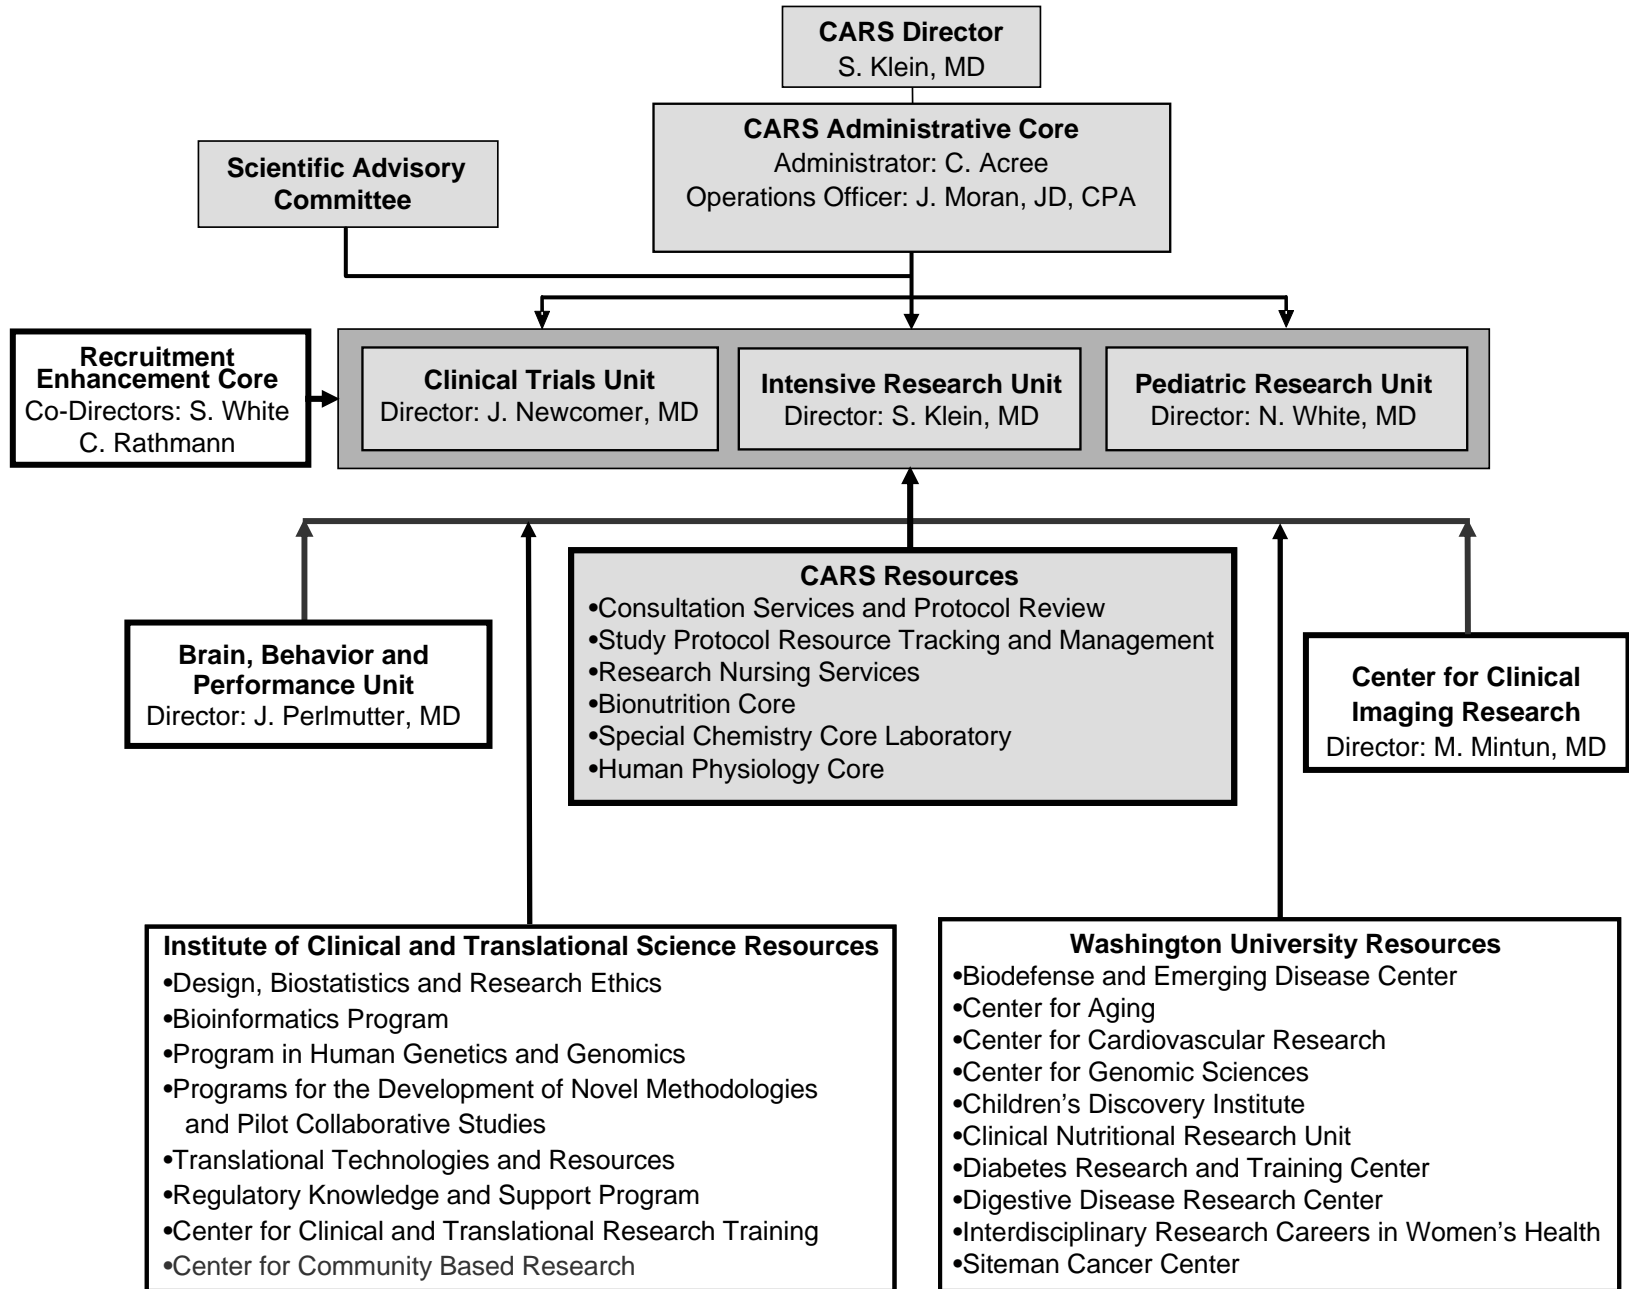 CARS Director
S. Klein, MD
CARS Administrative Core
Administrator: C. Acree
Operations Officer: J. Moran, JD, CPA
Scientific Advisory
Committee
Recruitment
Enhancement Core
Co-Directors: S. White
C. Rathmann
Clinical Trials Unit
Director: J. Newcomer, MD
Intensive Research Unit
Director: S. Klein, MD
Pediatric Research Unit
Director: N. White, MD
CARS Resources
•Consultation Services and Protocol Review
•Study Protocol Resource Tracking and Management
•Research Nursing Services
•Bionutrition Core
•Special Chemistry Core Laboratory
•Human Physiology Core
Brain, Behavior and
Performance Unit
Director: J. Perlmutter, MD
Center for Clinical
Imaging Research
Director: M. Mintun, MD
Institute of Clinical and Translational Science Resources
•Design, Biostatistics and Research Ethics
•Bioinformatics Program
•Program in Human Genetics and Genomics
•Programs for the Development of Novel Methodologies
and Pilot Collaborative Studies
•Translational Technologies and Resources
•Regulatory Knowledge and Support Program
•Center for Clinical and Translational Research Training
•Center for Community Based Research
Washington University Resources
•Biodefense and Emerging Disease Center
•Center for Aging
•Center for Cardiovascular Research
•Center for Genomic Sciences
•Children’s Discovery Institute
•Clinical Nutritional Research Unit
•Diabetes Research and Training Center
•Digestive Disease Research Center
•Interdisciplinary Research Careers in Women’s Health
•Siteman Cancer Center